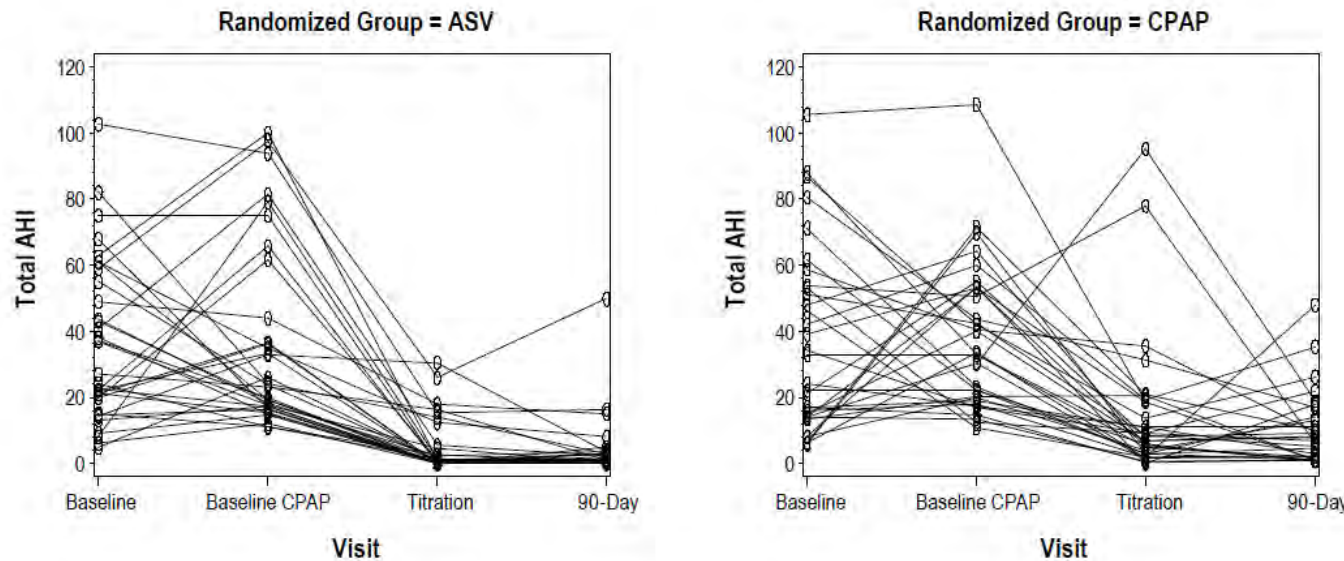 Randomized Group = ASV
Total AHI
120
100
80
60
40
20
0
Baseline
Baseline CPAP
Titration
90-Day
Visit
Randomized Group = CPAP
Total AHI
120
100
80
60
40
20
0
Baseline
Baseline CPAP
Titration
90-Day
Visit